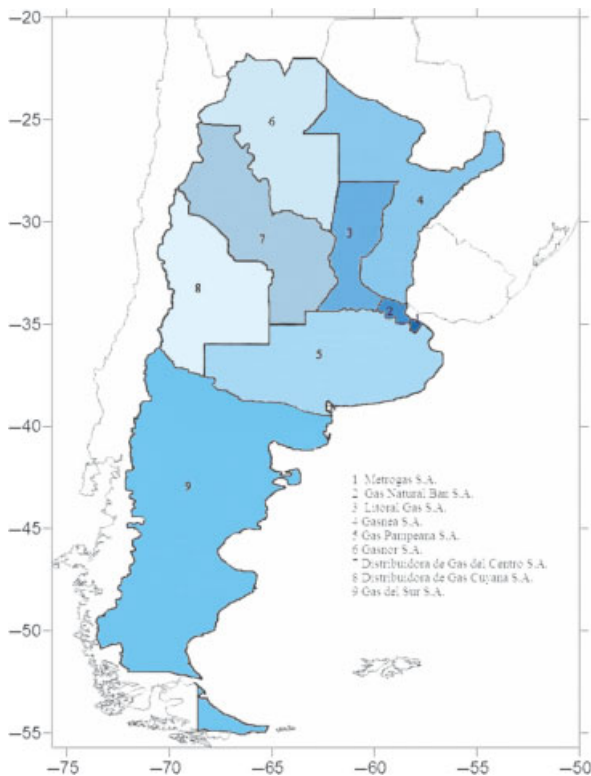 −20
−25
−30
−35
−40
−45
−50
−55
6
4
3
7
8
2
5
9
1 Metrogas S.A.
2 Gas Natural Ban S.A.
3 Litoral Gas S.A.
4 Gasnea S.A.
5 Gas Pampeana S.A.
6 Gasnor S.A.
7 Distribuidora de Gas del Centro S.A.
8 Distribuidora de Gas Cuyana S.A.
9 Gas del Sur S.A.
−75 −70 −65 −60 −55 −50